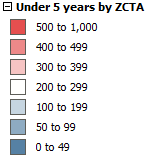 Under 5 years by ZCTA
500 to 1,000
400 to 499
300 to 399
200 to 299
100 to 199
50 to 99
0 to 49